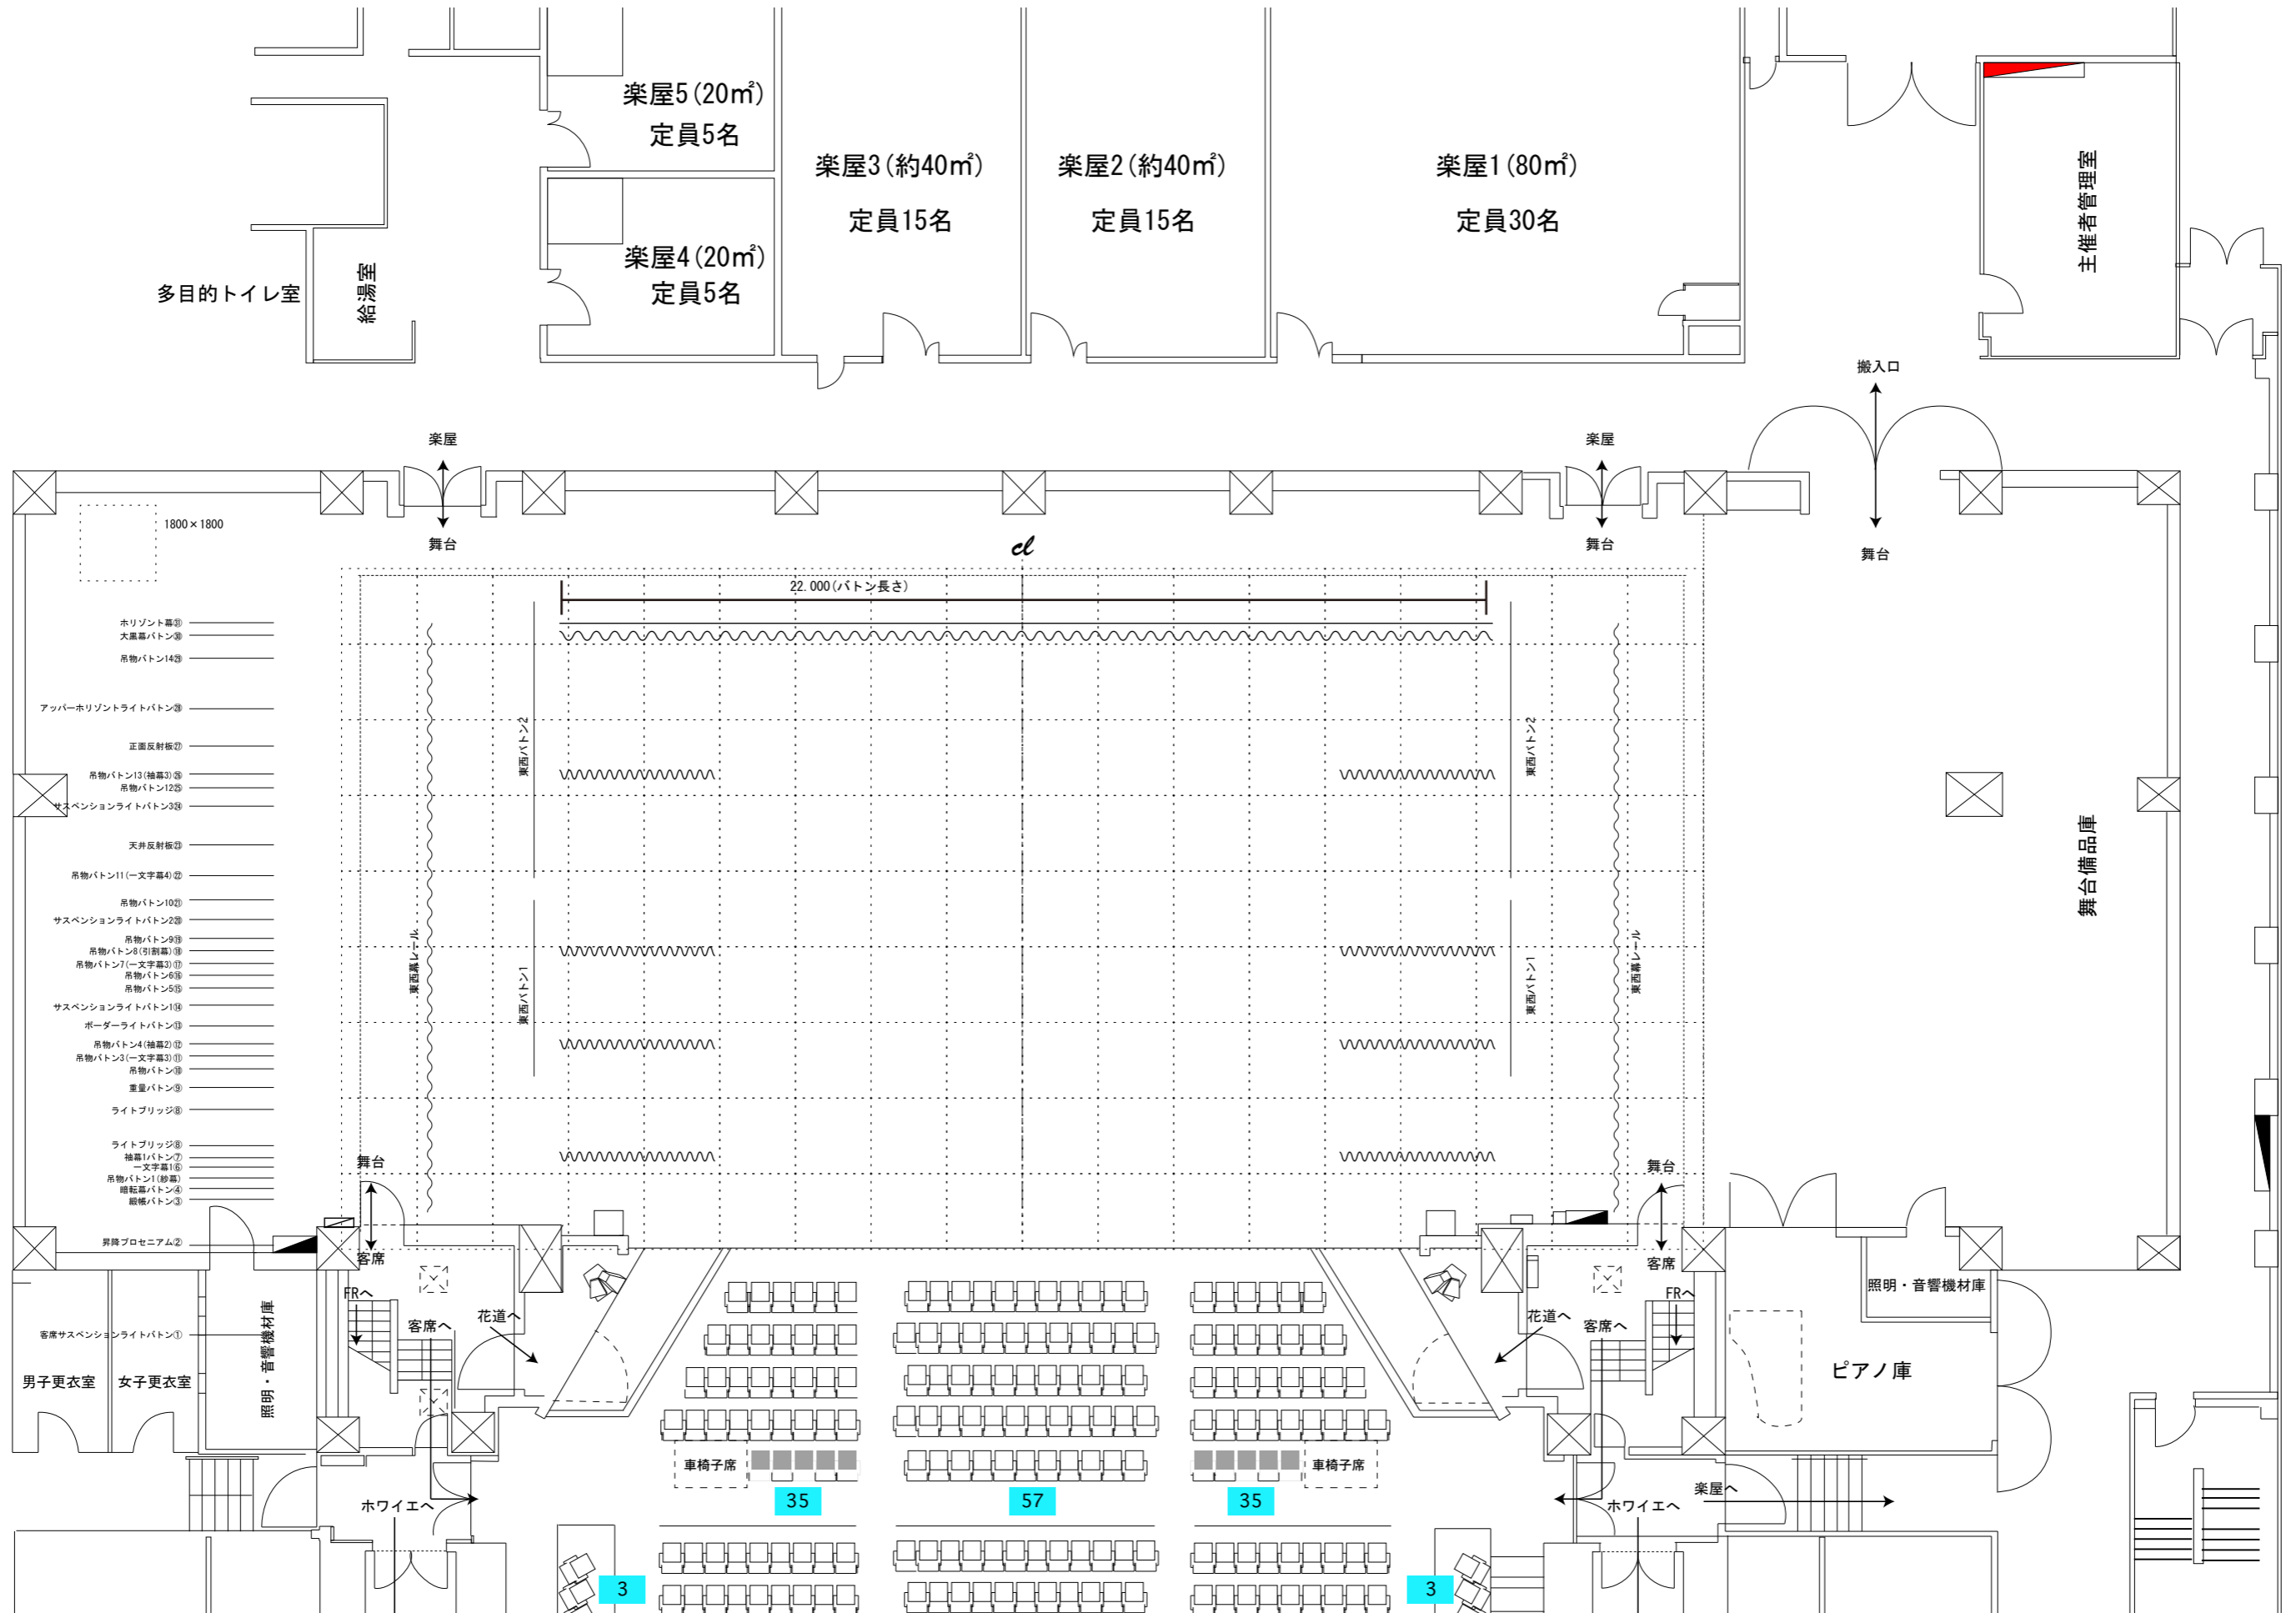 楽屋5(20㎡)
定員5名
楽屋3(約40㎡)
定員15名
楽屋2(約40㎡)
定員15名
楽屋1(80㎡)
定員30名
主催者管理室
楽屋4(20㎡)
定員5名
多目的トイレ室
給湯室
搬入口
楽屋
楽屋
舞台
舞台
舞台
1800×1800
cl
22.000(バトン長さ)
ホリゾント幕㉛
大黒幕バトン㉚
吊物バトン14㉙
アッパーホリゾントライトバトン㉘
正面反射板㉗
吊物バトン13(袖幕3)㉖
吊物バトン12㉕
サスペンションライトバトン3㉔
天井反射板㉓
吊物バトン11(一文字幕4)㉒
吊物バトン10㉑
サスペンションライトバトン2⑳
吊物バトン9⑲
吊物バトン8(引割幕)⑱
吊物バトン7(一文字幕3)⑰
吊物バトン6⑯
吊物バトン5⑮
サスペンションライトバトン1⑭
ボーダーライトバトン⑬
吊物バトン4(袖幕2)⑫
吊物バトン3(一文字幕3)⑪
吊物バトン⑩
重量バトン⑨
ライトブリッジ⑧
ライトブリッジ⑧
袖幕1バトン⑦
一文字幕1⑥
吊物バトン1(紗幕)
暗転幕バトン④
緞帳バトン③
昇降プロセニアム②
客席サスペンションライトバトン①
東西バトン2
東西バトン2
東西幕レール
東西バトン1
東西バトン1
東西幕レール
舞台備品庫
舞台
客席
舞台
客席
FRへ
客席へ
花道へ
花道へ
客席へ
FRへ
照明・音響機材庫
男子更衣室
女子更衣室
照明・音響機材庫
ピアノ庫
車椅子席
車椅子席
35
57
35
ホワイエへ
ホワイエへ
楽屋へ
3
3